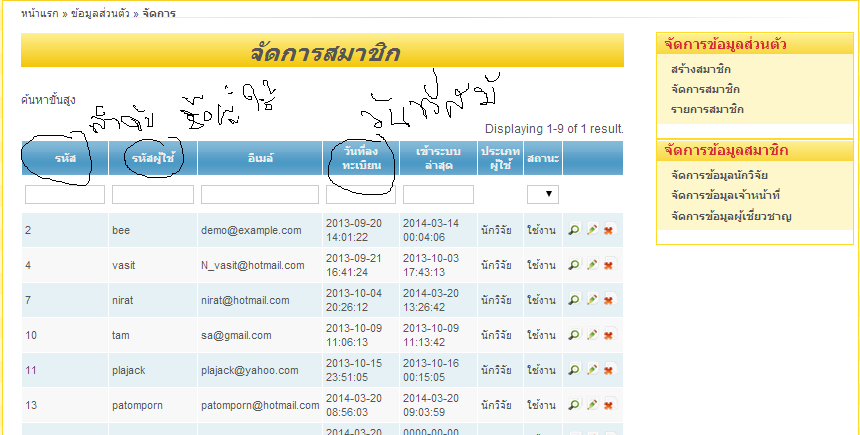 หน้าแรก » ข้อมูลส่วนตัว » จัดการ
จัดการสมาชิก
ค้นหาขั้นสูง
ลำดับ ชื่อผู้ใช้ วันที่สมั
Displaying 1-9 of 1 result.
รหัส รหัสผู้ใช้ อีเมล์ วันที่ลงทะเบียน เข้าระบบล่าสุด ประเภทผู้ใช้ สถานะ
2 bee demo@example.com 2013-09-20 14:01:22 2014-03-14 00:04:06 นักวิจัย ใช้งาน
4 vasit N_vasit@hotmail.com 2013-09-21 16:41:24 2013-10-03 17:43:13 นักวิจัย ใช้งาน
7 nirat nirat@hotmail.com 2013-10-04 20:26:12 2014-03-20 13:26:42 นักวิจัย ใช้งาน
10 tam sa@gmail.com 2013-10-09 11:06:13 2013-10-09 11:13:42 นักวิจัย ใช้งาน
11 plajack plajack@yahoo.com 2013-10-15 23:51:05 2013-10-16 00:15:05 นักวิจัย ใช้งาน
13 patomporn patomporn@hotmail.com 2014-03-20 08:56:03 2014-03-20 09:03:59 นักวิจัย ใช้งาน
2014-03-20 0000-00-00
จัดการข้อมูลส่วนตัว
สร้างสมาชิก
จัดการสมาชิก
รายการสมาชิก
จัดการข้อมูลสมาชิก
จัดการข้อมูลนักวิจัย
จัดการข้อมูลเจ้าหน้าที่
จัดการข้อมูลผู้เชี่ยวชาญ